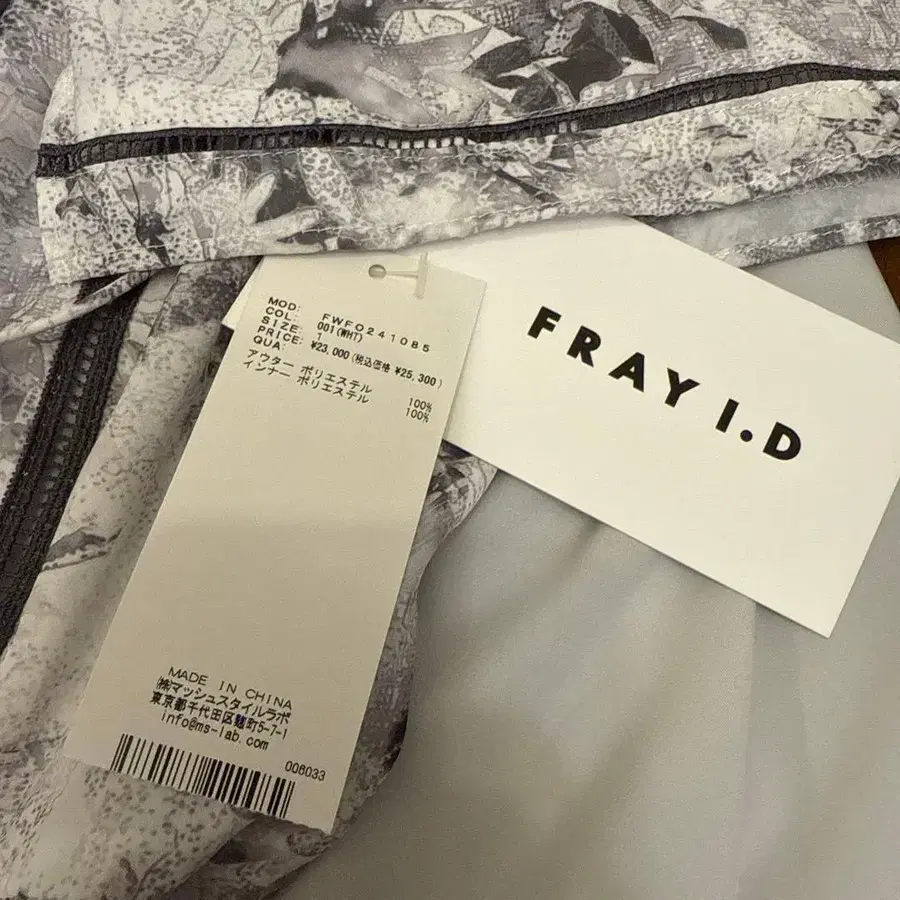 MOD: FWFO241085
COL: 001(WHT)
SIZE: 1
PRICE: ¥23,000(税込価格 ¥25,300)
QUA:
アウター ポリエステル 100%
インナー ポリエステル 100%
MADE IN CHINA
㈱マッシュスタイルラボ
東京都千代田区麹町5-7-1
info@ms-lab.com
006033
FRAY I.D